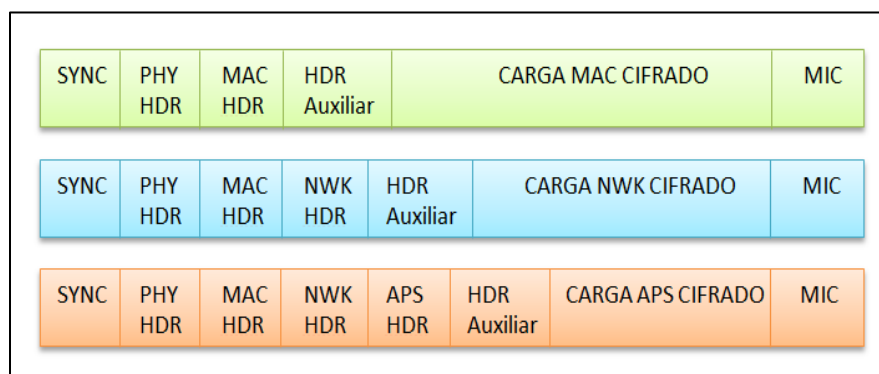 SYNC PHY MAC HDR CARGA MAC CIFRADO MIC
HDR HDR Auxiliar
SYNC PHY MAC NWK HDR CARGA NWK CIFRADO MIC
HDR HDR HDR Auxiliar
SYNC PHY MAC NWK APS HDR CARGA APS CIFRADO MIC
HDR HDR HDR HDR Auxiliar